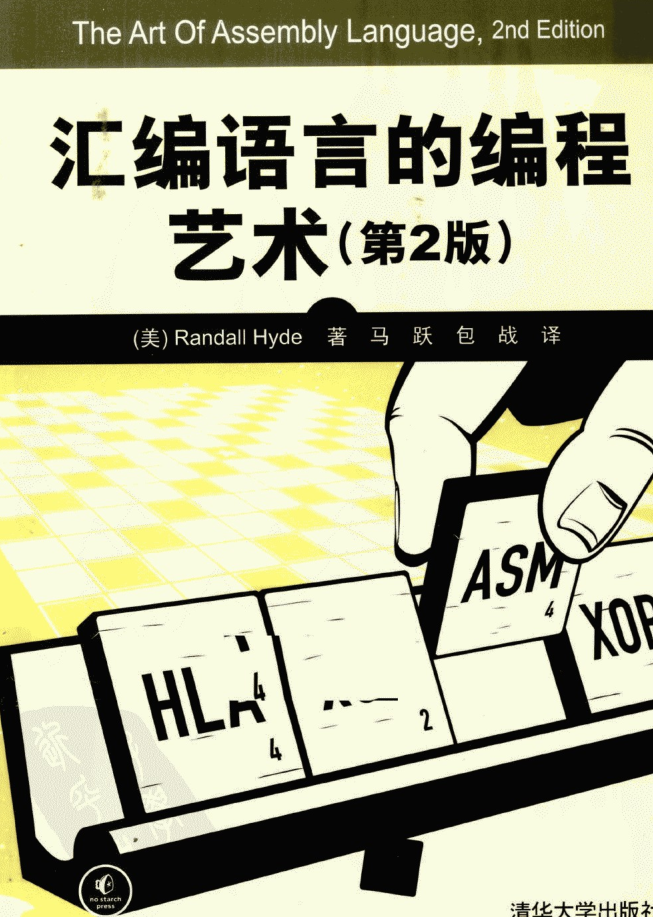 The Art Of Assembly Language, 2nd Edition
汇编语言的编程
艺术(第2版)
(美) Randall Hyde 著 马 跃 包 战 译
ASM
4
HLA
4
4
2
no starch
press
清华大学出版社